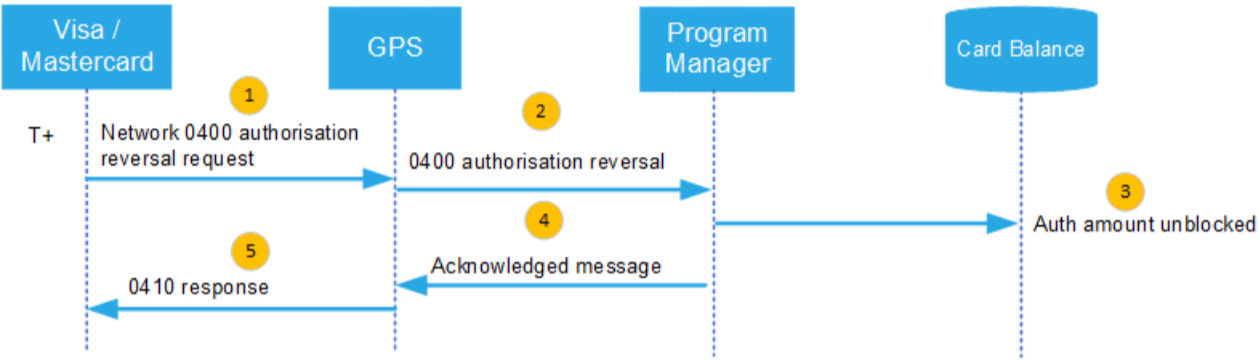 Visa /
Mastercard
GPS
Program
Manager
Card Balance
1
2
T+
Network 0400 authorisation
reversal request
0400 authorisation reversal
3
4
Auth amount unblocked
5
Acknowledged message
0410 response